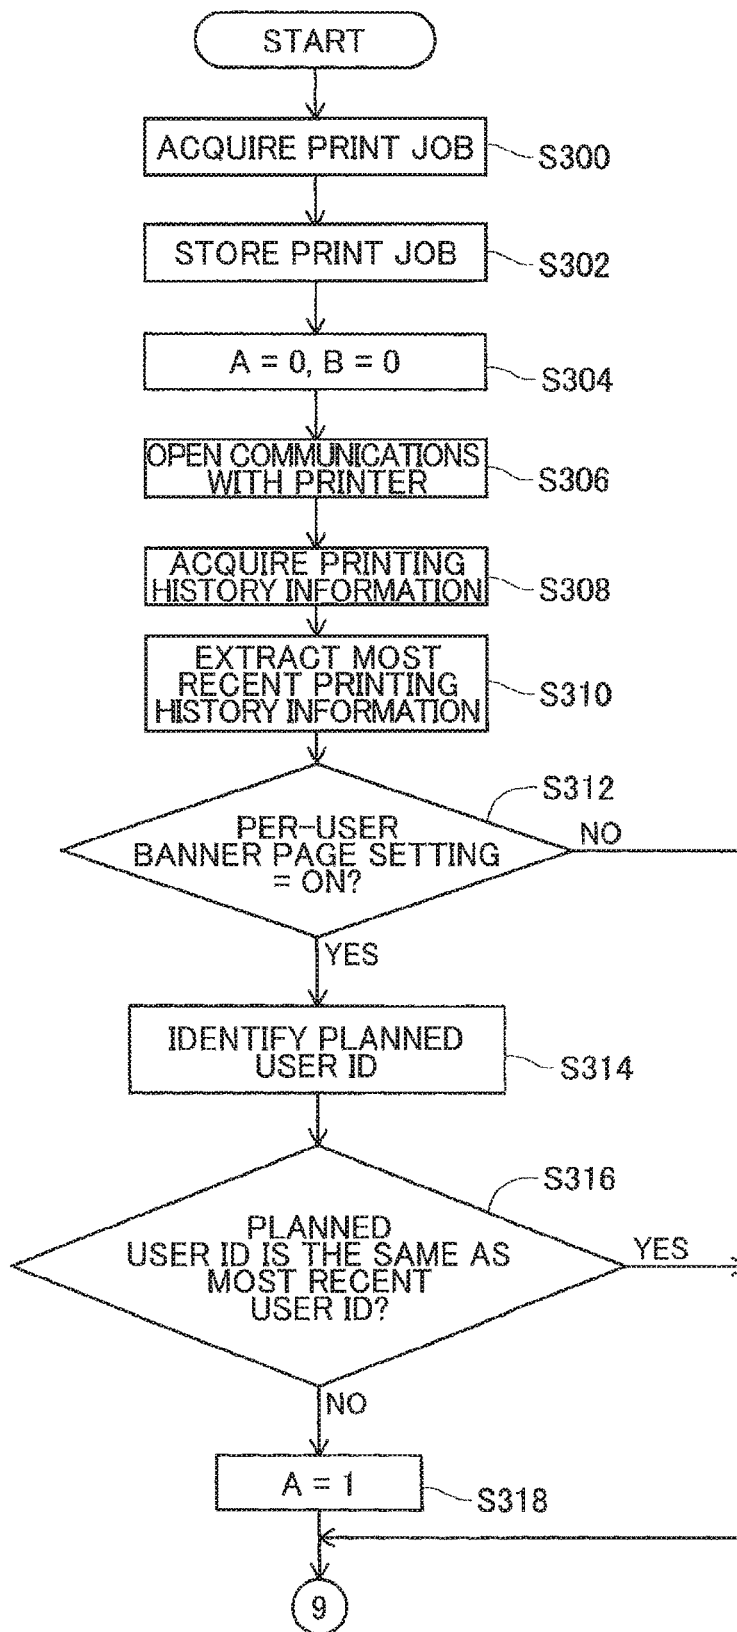 START
ACQUIRE PRINT JOB
S300
STORE PRINT JOB
S302
A = 0, B = 0
S304
OPEN COMMUNICATIONS
WITH PRINTER
S306
ACQUIRE PRINTING
HISTORY INFORMATION
S308
EXTRACT MOST
RECENT PRINTING
HISTORY INFORMATION
S310
S312
PER-USER
BANNER PAGE SETTING
= ON?
NO
YES
IDENTIFY PLANNED
USER ID
S314
S316
PLANNED
USER ID IS THE SAME AS
MOST RECENT
USER ID?
YES
NO
A = 1
S318
9